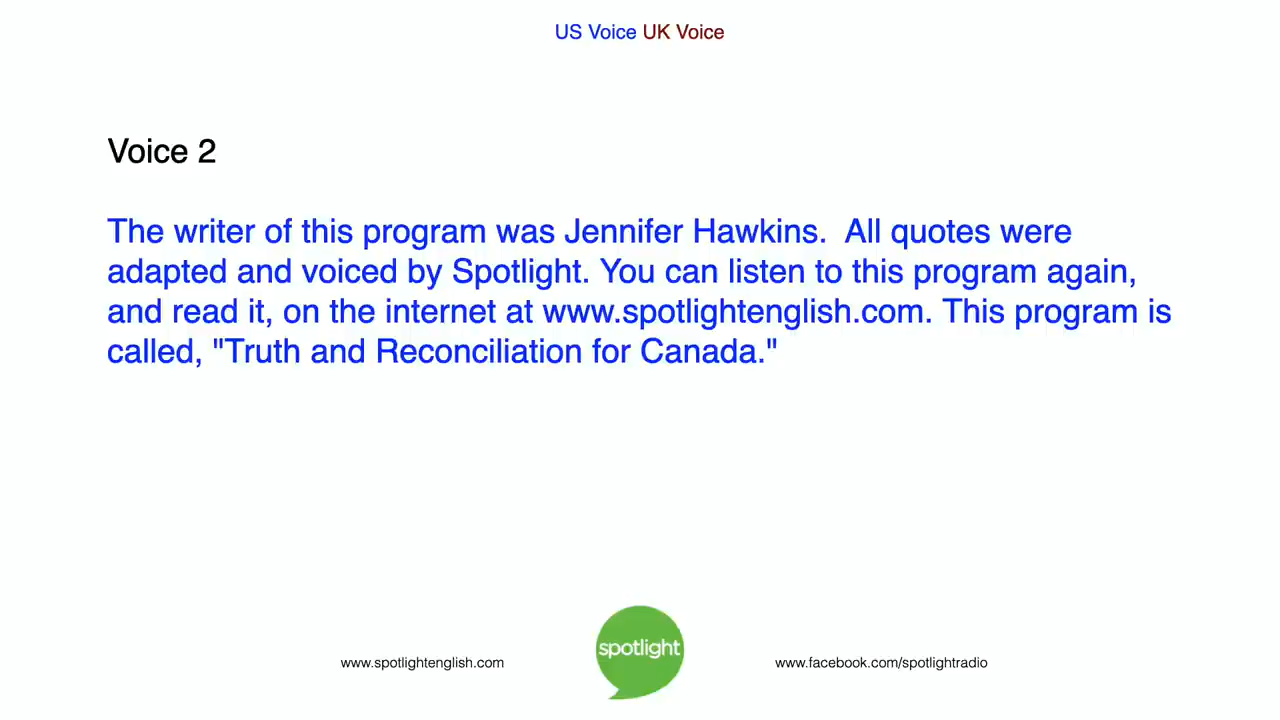 US Voice UK Voice
Voice 2
The writer of this program was Jennifer Hawkins.  All quotes were
adapted and voiced by Spotlight. You can listen to this program again,
and read it, on the internet at www.spotlightenglish.com. This program is
called, "Truth and Reconciliation for Canada."
spotlight
www.spotlightenglish.com
www.facebook.com/spotlightradio